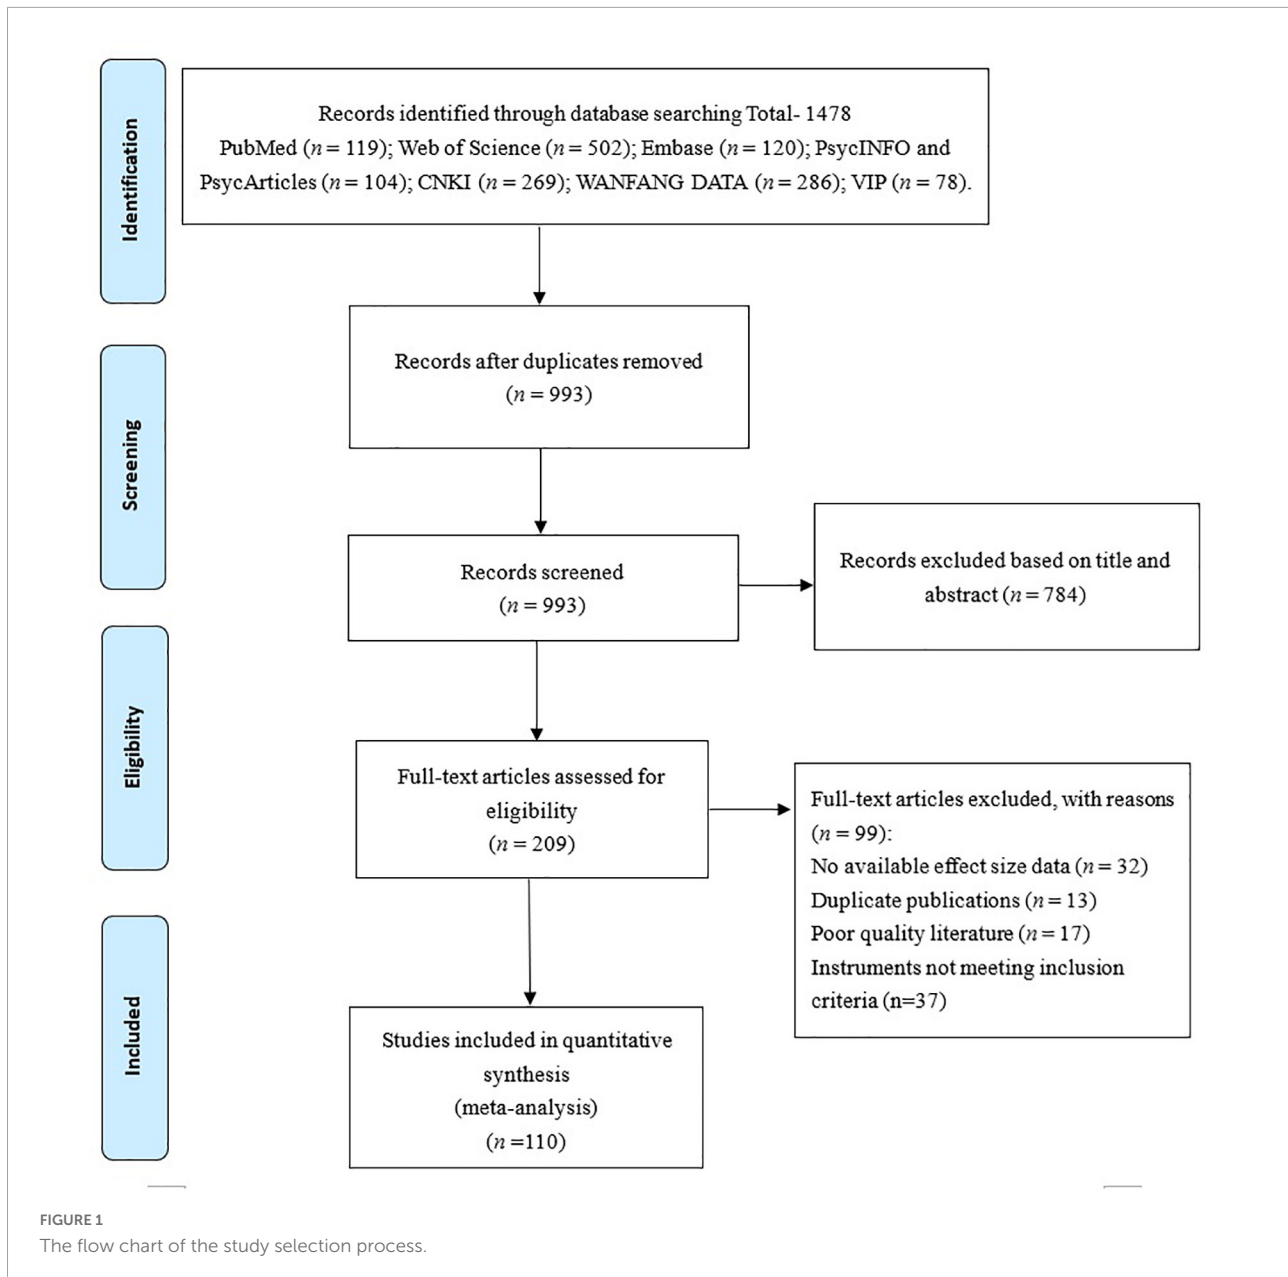 Identification
Records identified through database searching Total- 1478
PubMed (n = 119); Web of Science (n = 502); Embase (n = 120); PsycINFO and
PsycArticles (n = 104); CNKI (n = 269); WANFANG DATA (n = 286); VIP (n = 78).
Screening
Records after duplicates removed
(n = 993)
Records screened
(n = 993)
Records excluded based on title and
abstract (n = 784)
Eligibility
Full-text articles assessed for
eligibility
(n = 209)
Full-text articles excluded, with reasons
(n = 99):
No available effect size data (n = 32)
Duplicate publications (n = 13)
Poor quality literature (n = 17)
Instruments not meeting inclusion
criteria (n=37)
Included
Studies included in quantitative
synthesis
(meta-analysis)
(n =110)
FIGURE 1
The flow chart of the study selection process.